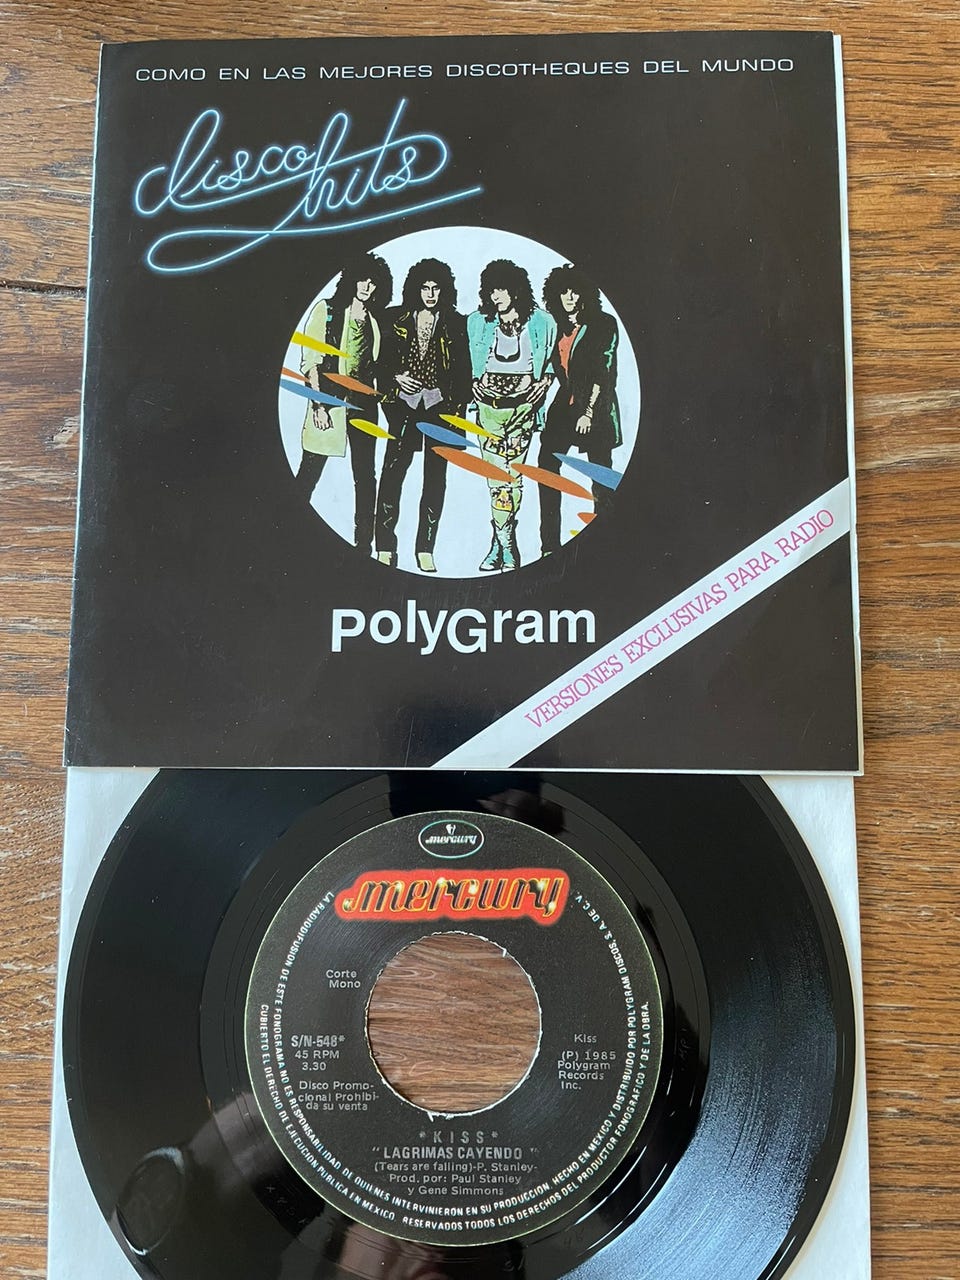 COMO EN LAS MEJORES DISCOTHEQUES DEL MUNDO
disco hits
PolyGram
VERSIONES EXCLUSIVAS PARA RADIO
mercury
mercury
LA RADIODIFUSION DE ESTE FONOGRAMA NO ES RESPONSABILIDAD DE QUIENES INTERVINIERON EN SU PRODUCCION. HECHO EN MEXICO Y DISTRIBUIDO POR POLYGRAM DISCOS, S. A. DE C. V.
CUBIERTO EL DERECHO DE EJECUCION PUBLICA EN MEXICO. RESERVADOS TODOS LOS DERECHOS DEL PRODUCTOR FONOGRAFICO Y DE LA OBRA.
Corte
Mono
S/N-548*
45 RPM
3.30
Disco Promo-
cional Prohibi-
da su venta
Kiss
(P) 1985
Polygram
Records
Inc.
*KISS*
"LAGRIMAS CAYENDO"
(Tears are falling)-P. Stanley-
Prod. por: Paul Stanley
y Gene Simmons